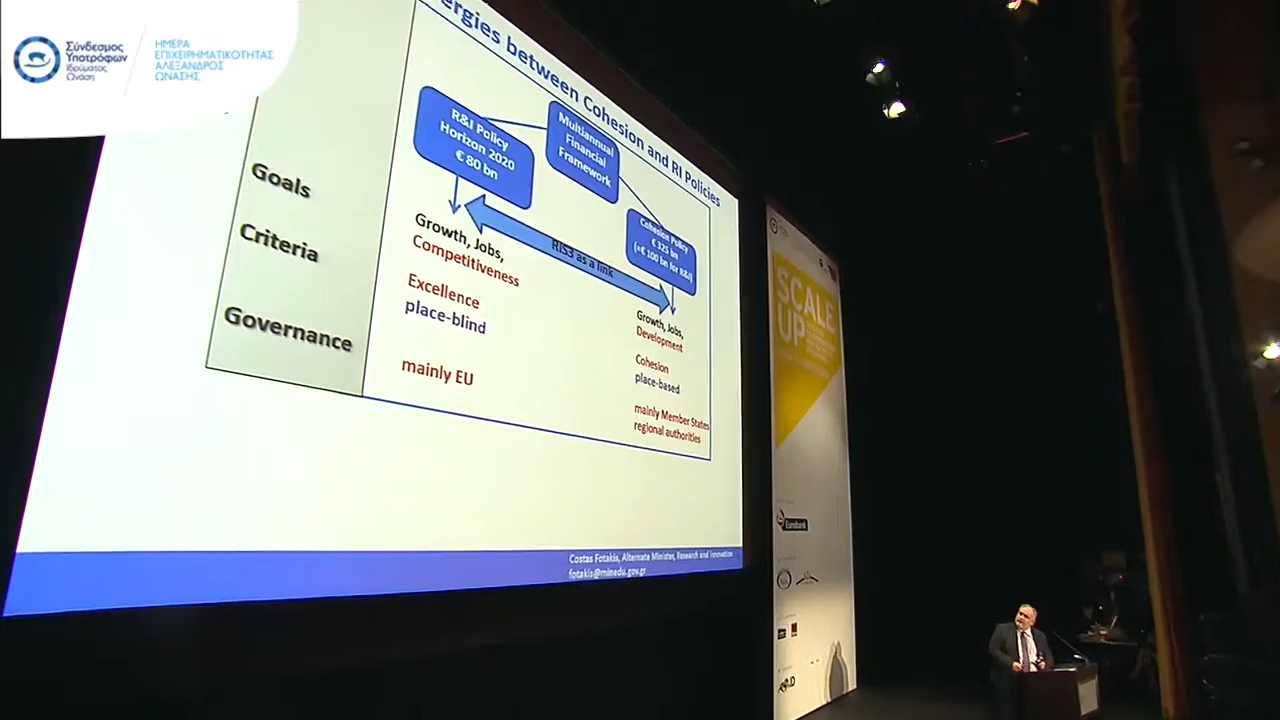 Σύνδεσμος
Υποτρόφων
Ιδρύματος
Ωνάση
ΗΜΕΡΑ
ΕΠΙΧΕΙΡΗΜΑΤΙΚΟΤΗΤΑΣ
ΑΛΕΞΑΝΔΡΟΣ
ΩΝΑΣΗΣ
ergies between Cohesion and RI Policies
R&I Policy
Horizon 2020
€ 80 bn
Multiannual
Financial
Framework
Cohesion Policy
€ 325 bn
(≈€ 100 bn for R&I)
RIS3 as a link
Goals
Growth, Jobs,
Competitiveness
Growth, Jobs,
Development
Criteria
Excellence
place-blind
Cohesion
place-based
Governance
mainly EU
mainly Member States
regional authorities
Costas Fotakis, Alternate Minister, Research and Innovation
fotakis@minedu.gov.gr
SCALE
UP
Eurobank